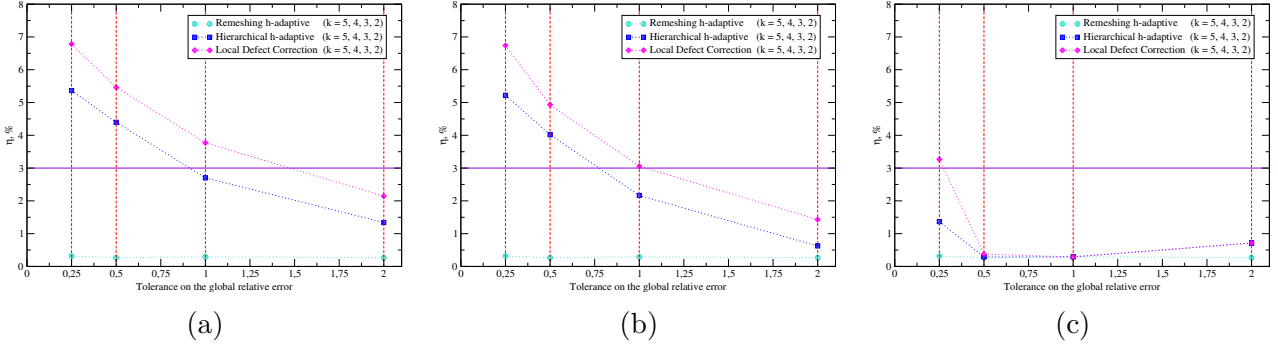 8
7
6
5
4
3
2
1
0
η, %
Remeshing h-adaptive (k = 5, 4, 3, 2)
Hierarchical h-adaptive (k = 5, 4, 3, 2)
Local Defect Correction (k = 5, 4, 3, 2)
0 0,25 0,5 0,75 1 1,25 1,5 1,75 2
Tolerance on the global relative error
(a)
8
7
6
5
4
3
2
1
0
η, %
Remeshing h-adaptive (k = 5, 4, 3, 2)
Hierarchical h-adaptive (k = 5, 4, 3, 2)
Local Defect Correction (k = 5, 4, 3, 2)
0 0,25 0,5 0,75 1 1,25 1,5 1,75 2
Tolerance on the global relative error
(b)
8
7
6
5
4
3
2
1
0
η, %
Remeshing h-adaptive (k = 5, 4, 3, 2)
Hierarchical h-adaptive (k = 5, 4, 3, 2)
Local Defect Correction (k = 5, 4, 3, 2)
0 0,25 0,5 0,75 1 1,25 1,5 1,75 2
Tolerance on the global relative error
(c)